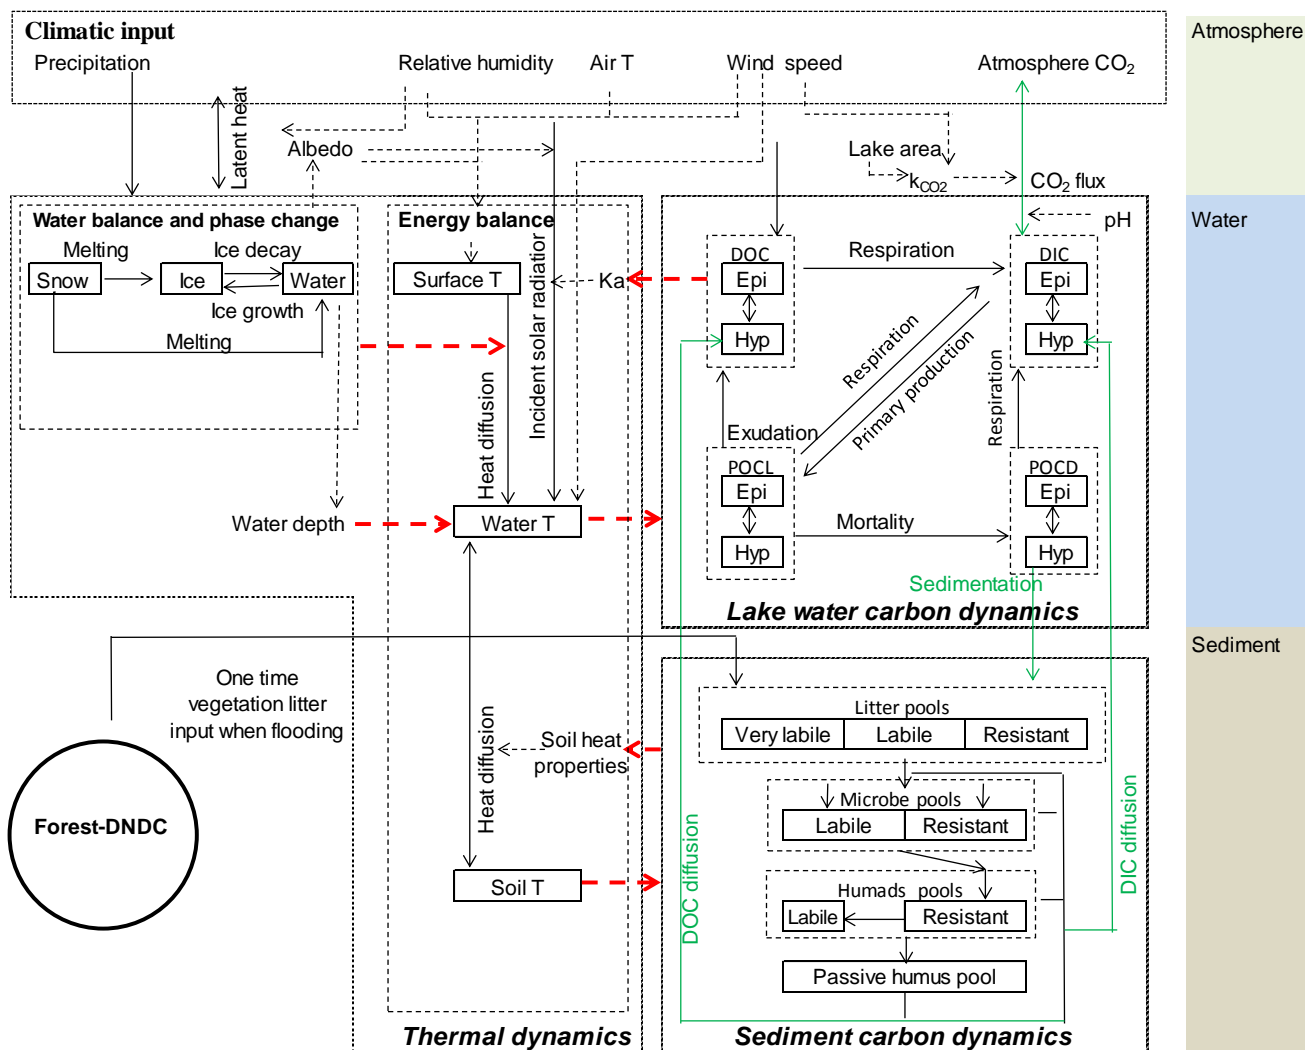 Climatic input
Precipitation
Relative humidity
Air T
Wind speed
Atmosphere CO₂
Atmosphere
Latent heat
Albedo
Lake area
kCO2
CO₂ flux
Water balance and phase change
Melting
Ice decay
Snow
Ice
Water
Ice growth
Melting
Energy balance
Surface T
Incident solar radiatior
Ka
Heat diffusion
Water depth
Water T
pH
Water
DOC
Epi
Hyp
Respiration
DIC
Epi
Hyp
Respiration
Primary production
Respiration
Exudation
POCL
Epi
Hyp
Mortality
POCD
Epi
Hyp
Sedimentation
Lake water carbon dynamics
Sediment
One time
vegetation litter
input when flooding
Forest-DNDC
Heat diffusion
Soil heat
properties
Soil T
Thermal dynamics
Litter pools
Very labile
Labile
Resistant
Microbe pools
Labile
Resistant
Humads pools
Labile
Resistant
Passive humus pool
DOC diffusion
DIC diffusion
Sediment carbon dynamics